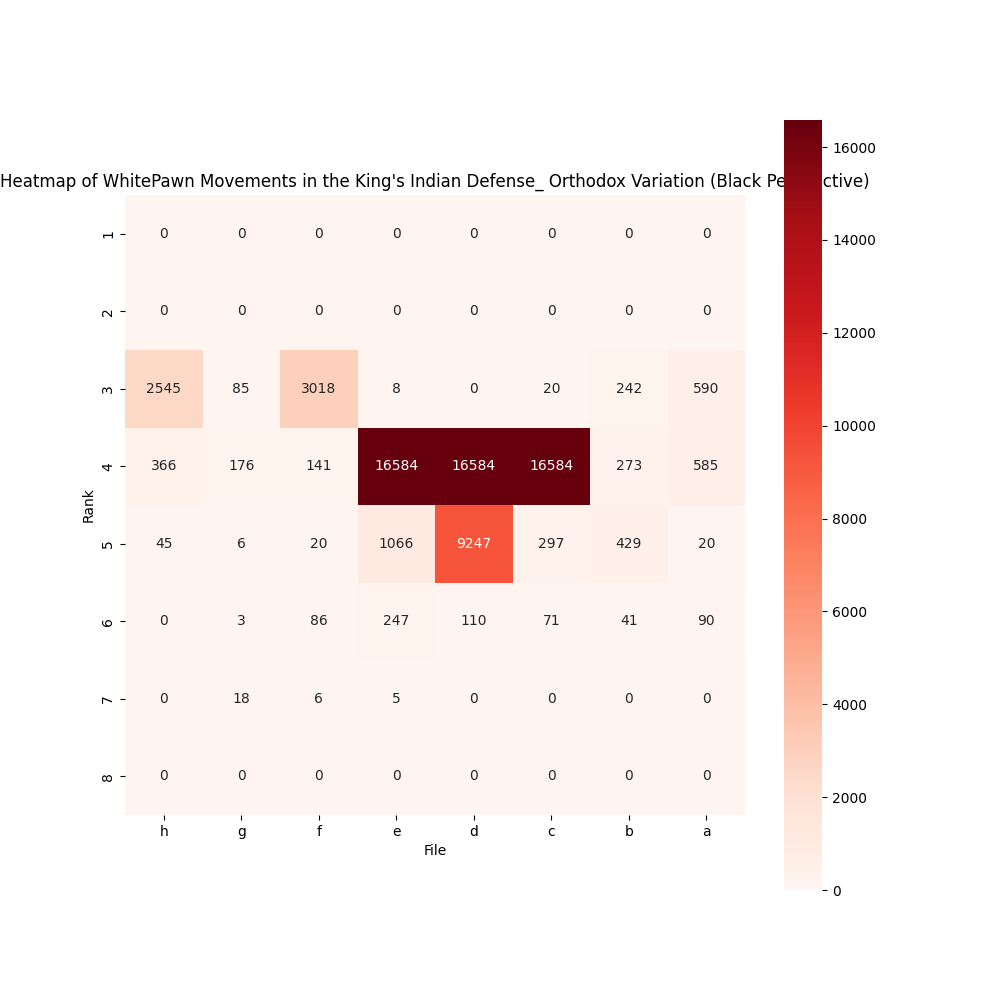 16000
Heatmap of WhitePawn Movements in the King's Indian Defense_ Orthodox Variation (Black Pe ctive)
1 0 0 0 0 0 0 0 0
14000
2 0 0 0 0 0 0 0 0
12000
3 2545 85 3018 8 0 20 242 590
10000
4 366 176 141 16584 16584 16584 273 585
Rank
8000
5 45 6 20 1066 9247 297 429 20
6000
6 0 3 86 247 110 71 41 90
4000
7 0 18 6 5 0 0 0 0
2000
8 0 0 0 0 0 0 0 0
h g f e d c b a
File
0